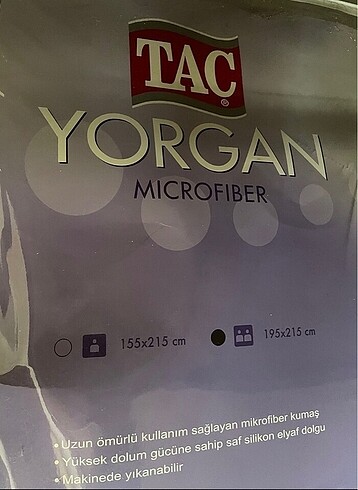 TAC®
YORGAN
MICROFIBER
155x215 cm 195x215 cm
• Uzun ömürlü kullanım sağlayan mikrofiber kumaş
• Yüksek dolum gücüne sahip saf silikon elyaf dolgu
• Makinede yıkanabilir